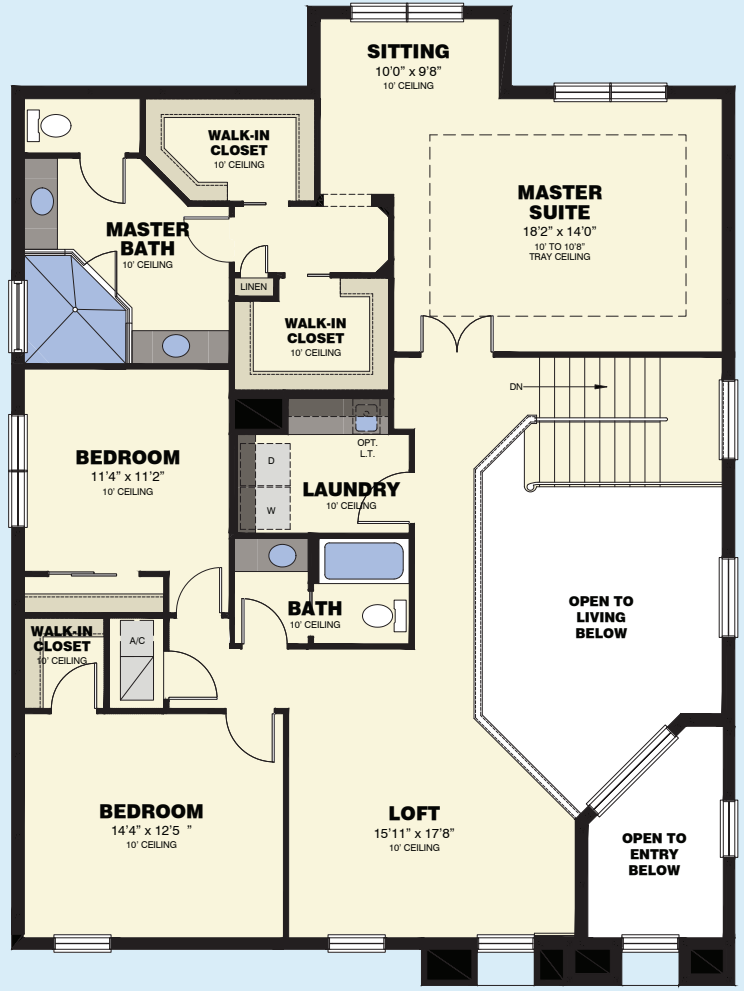 SITTING
10'0" x 9'8"
10' CEILING
WALK-IN
CLOSET
10' CEILING
MASTER
SUITE
18'2" x 14'0"
10' TO 10'8"
TRAY CEILING
MASTER
BATH
10' CEILING
LINEN
WALK-IN
CLOSET
10' CEILING
DN
OPT.
L.T.
D
LAUNDRY
10' CEILING
W
BEDROOM
11'4" x 11'2"
10' CEILING
BATH
10' CEILING
OPEN TO
LIVING
BELOW
WALK-IN
CLOSET
10' CEILING
A/C
BEDROOM
14'4" x 12'5 "
10' CEILING
LOFT
15'11" x 17'8"
10' CEILING
OPEN TO
ENTRY
BELOW